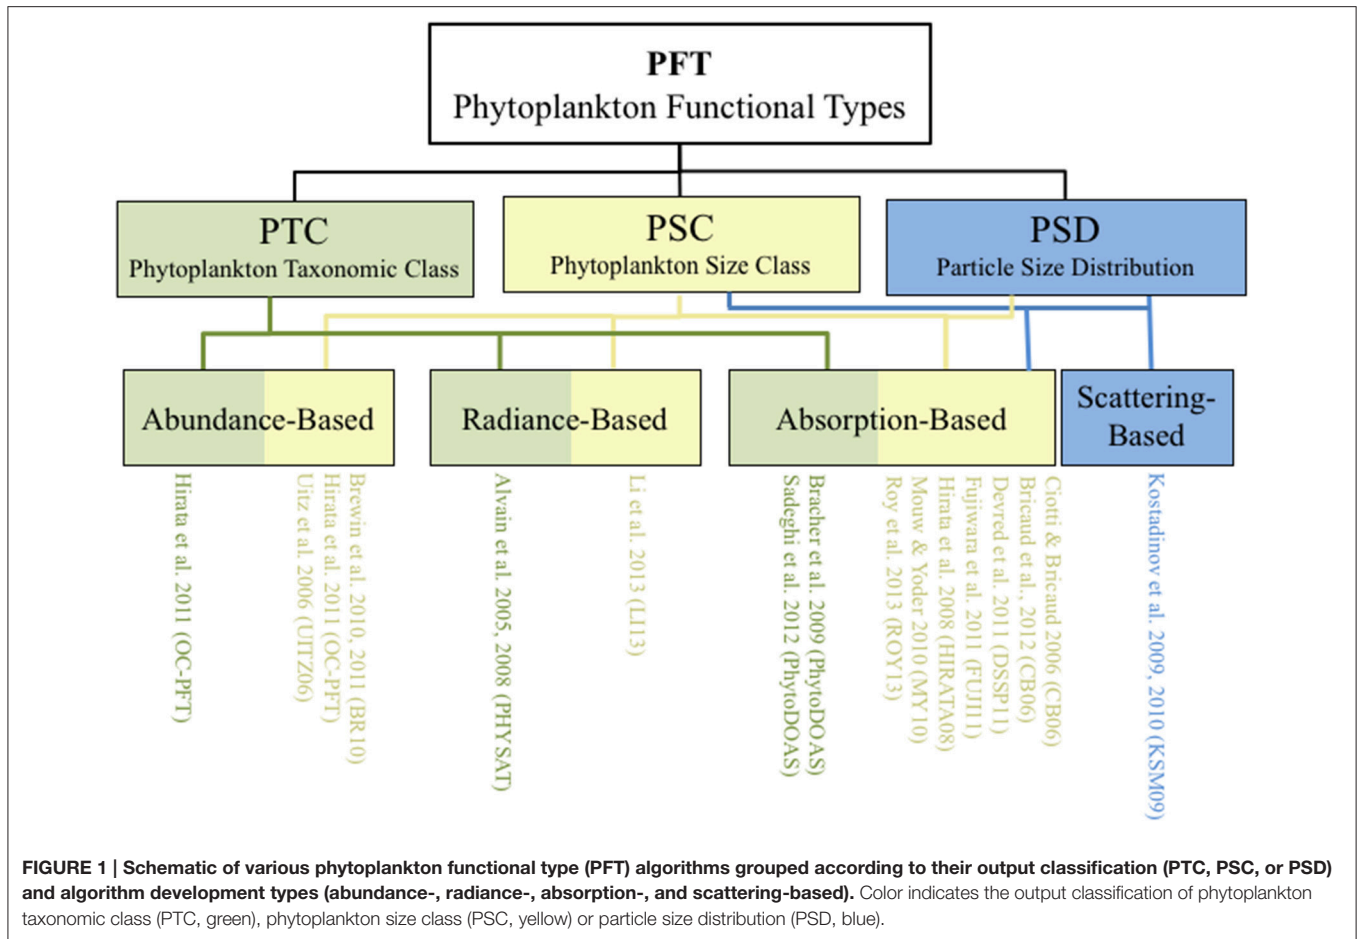 PFT
Phytoplankton Functional Types
PTC
Phytoplankton Taxonomic Class
PSC
Phytoplankton Size Class
PSD
Particle Size Distribution
Abundance-Based
Radiance-Based
Absorption-Based
Scattering-
Based
Hirata et al. 2011 (OC-PFT)
Uitz et al. 2006 (UITZ06)
Hirata et al. 2011 (OC-PFT)
Brewin et al. 2010, 2011 (BR10)
Alvain et al. 2005, 2008 (PHYSAT)
Li et al. 2013 (LI13)
Sadeghi et al. 2012 (PhytoDOAS)
Bracher et al. 2009 (PhytoDOAS)
Roy et al. 2013 (ROY13)
Mouw & Yoder 2010 (MY10)
Hirata et al. 2008 (HIRATA08)
Fujiwara et al. 2011 (FUJI11)
Devred et al. 2011 (DSSP11)
Bricaud et al., 2012 (CB06)
Ciotti & Bricaud 2006 (CB06)
Kostadinov et al. 2009, 2010 (KSM09)
FIGURE 1 | Schematic of various phytoplankton functional type (PFT) algorithms grouped according to their output classification (PTC, PSC, or PSD)
and algorithm development types (abundance-, radiance-, absorption-, and scattering-based). Color indicates the output classification of phytoplankton
taxonomic class (PTC, green), phytoplankton size class (PSC, yellow) or particle size distribution (PSD, blue).